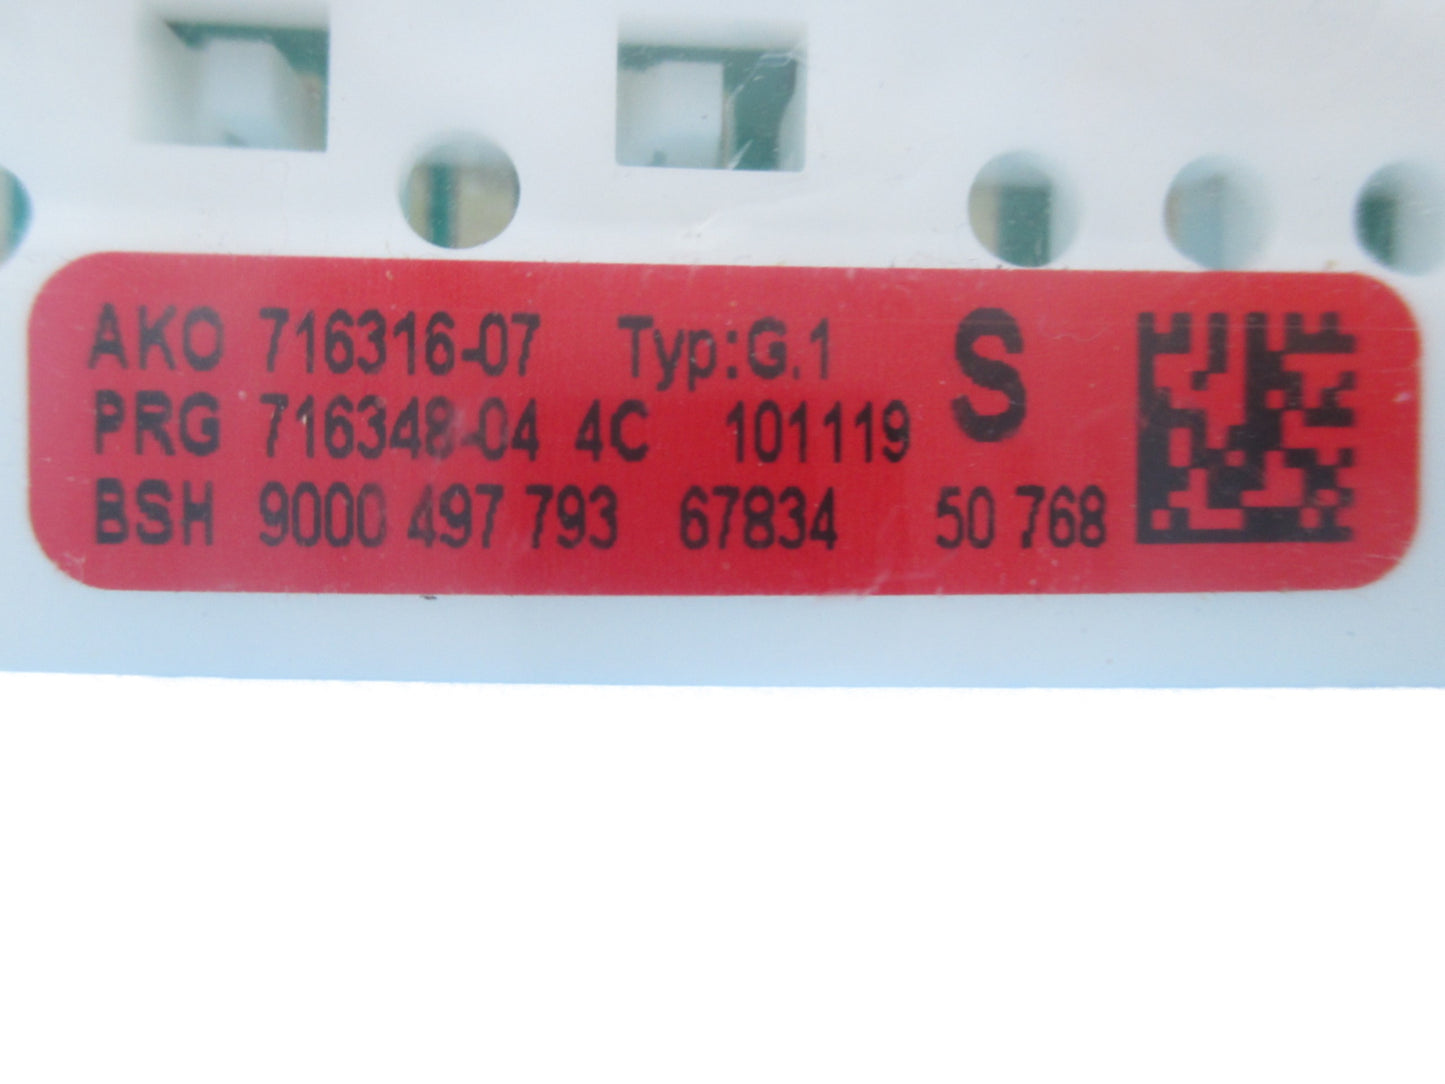 AKO 716316-07 Typ:G.1 S
PRG 716348-04 4C 101119
BSH 9000 497 793 67834 50 768